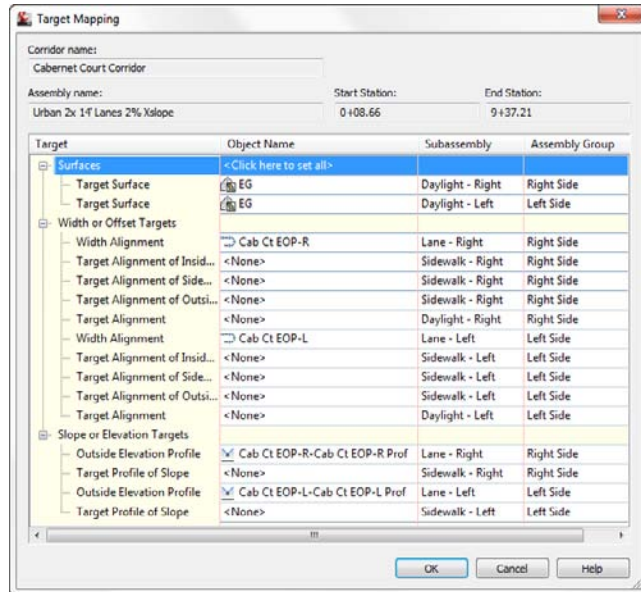 Target Mapping
Corridor name:
Cabernet Court Corridor
Assembly name: Start Station: End Station:
Urban 2x 14' Lanes 2% Xslope 0+08.66 9+37.21
Target Object Name Subassembly Assembly Group
Surfaces <Click here to set all>
Target Surface EG Daylight - Right Right Side
Target Surface EG Daylight - Left Left Side
Width or Offset Targets
Width Alignment Cab Ct EOP-R Lane - Right Right Side
Target Alignment of Insid... <None> Sidewalk - Right Right Side
Target Alignment of Side... <None> Sidewalk - Right Right Side
Target Alignment of Outsi... <None> Sidewalk - Right Right Side
Target Alignment <None> Daylight - Right Right Side
Width Alignment Cab Ct EOP-L Lane - Left Left Side
Target Alignment of Insid... <None> Sidewalk - Left Left Side
Target Alignment of Side... <None> Sidewalk - Left Left Side
Target Alignment of Outsi... <None> Sidewalk - Left Left Side
Target Alignment <None> Daylight - Left Left Side
Slope or Elevation Targets
Outside Elevation Profile Cab Ct EOP-R-Cab Ct EOP-R Prof Lane - Right Right Side
Target Profile of Slope <None> Sidewalk - Right Right Side
Outside Elevation Profile Cab Ct EOP-L-Cab Ct EOP-L Prof Lane - Left Left Side
Target Profile of Slope <None> Sidewalk - Left Left Side
OK Cancel Help